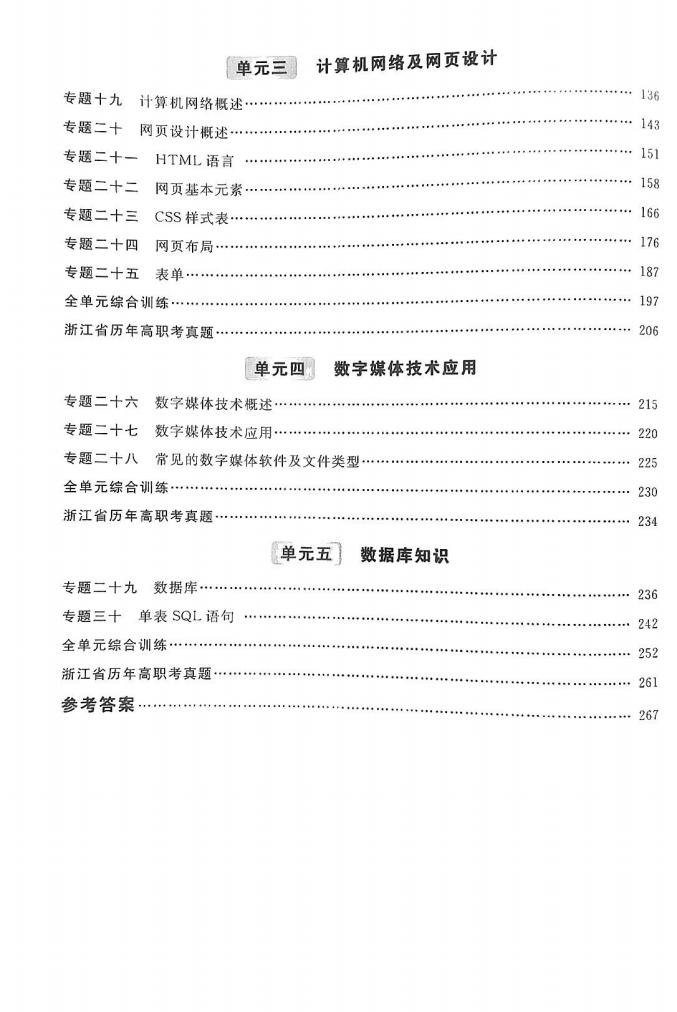 单元三 计算机网络及网页设计
专题十九 计算机网络概述 136
专题二十 网页设计概述 143
专题二十一 HTML 语言 151
专题二十二 网页基本元素 158
专题二十三 CSS 样式表 166
专题二十四 网页布局 176
专题二十五 表单 187
全单元综合训练 197
浙江省历年高职考真题 206
单元四 数字媒体技术应用
专题二十六 数字媒体技术概述 215
专题二十七 数字媒体技术应用 220
专题二十八 常见的数字媒体软件及文件类型 225
全单元综合训练 230
浙江省历年高职考真题 234
单元五 数据库知识
专题二十九 数据库 236
专题三十 单表 SQL 语句 242
全单元综合训练 252
浙江省历年高职考真题 261
参考答案 267